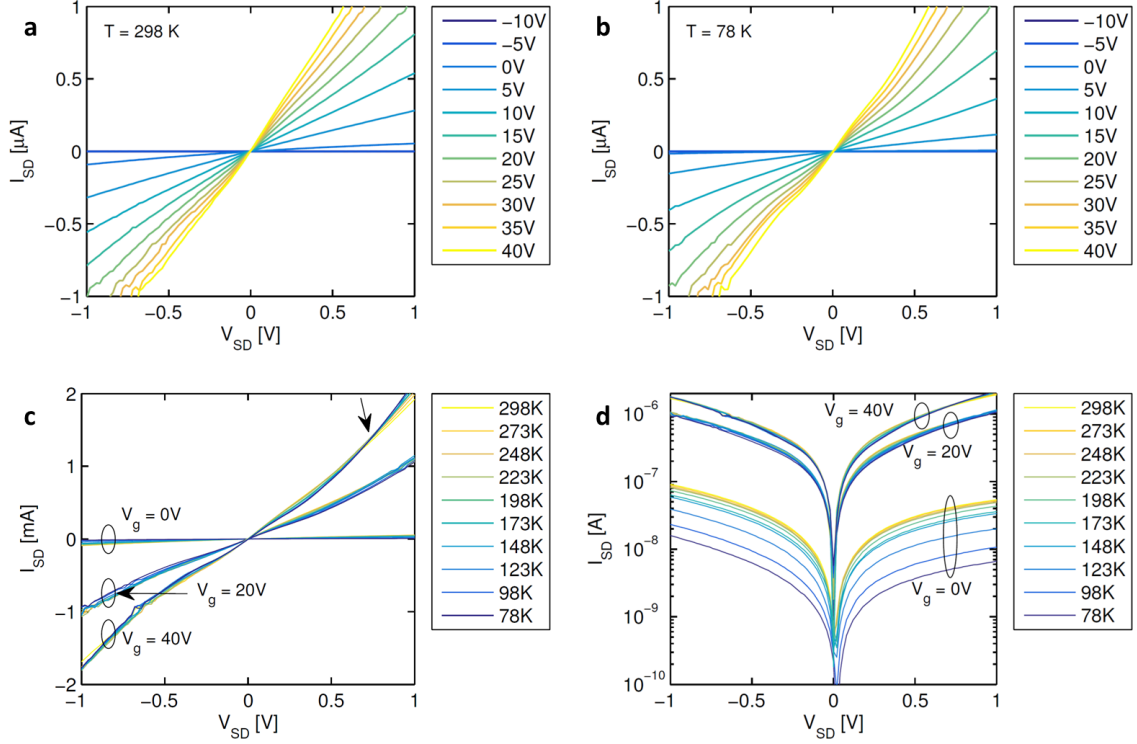 a
T = 298 K
1
0.5
0
−0.5
−1
−1
−0.5
0
0.5
1
I_SD [µA]
V_SD [V]
−10V
−5V
0V
5V
10V
15V
20V
25V
30V
35V
40V
b
T = 78 K
1
0.5
0
−0.5
−1
−1
−0.5
0
0.5
1
I_SD [µA]
V_SD [V]
−10V
−5V
0V
5V
10V
15V
20V
25V
30V
35V
40V
c
2
1
0
−1
−2
−1
−0.5
0
0.5
1
I_SD [mA]
V_SD [V]
V_g = 0V
V_g = 20V
V_g = 40V
298K
273K
248K
223K
198K
173K
148K
123K
98K
78K
d
10^−6
10^−7
10^−8
10^−9
10^−10
−1
−0.5
0
0.5
1
I_SD [A]
V_SD [V]
V_g = 40V
V_g = 20V
V_g = 0V
298K
273K
248K
223K
198K
173K
148K
123K
98K
78K